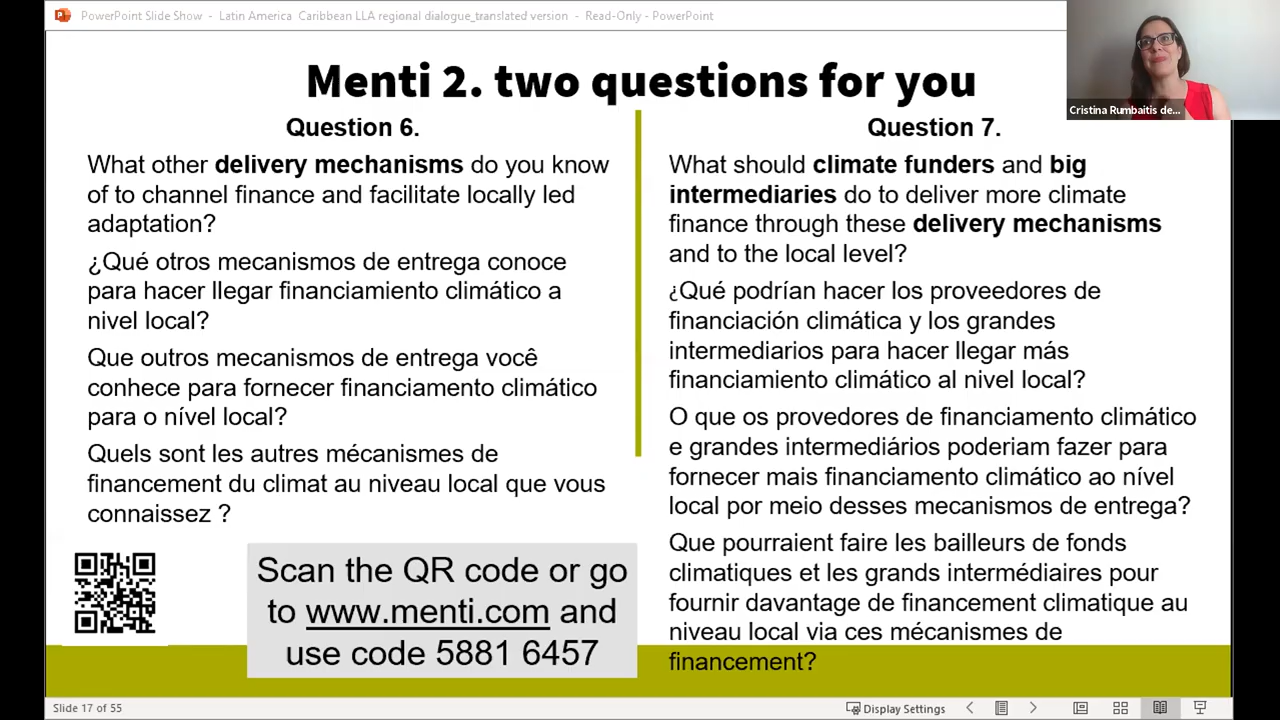 PowerPoint Slide Show - Latin America Caribbean LLA regional dialogue_translated version - Read-Only - PowerPoint
Cristina Rumbaitis de...
Menti 2. two questions for you
Question 6.
What other delivery mechanisms do you know
of to channel finance and facilitate locally led
adaptation?
¿Qué otros mecanismos de entrega conoce
para hacer llegar financiamiento climático a
nivel local?
Que outros mecanismos de entrega você
conhece para fornecer financiamento climático
para o nível local?
Quels sont les autres mécanismes de
financement du climat au niveau local que vous
connaissez ?
Scan the QR code or go
to www.menti.com and
use code 5881 6457
Question 7.
What should climate funders and big
intermediaries do to deliver more climate
finance through these delivery mechanisms
and to the local level?
¿Qué podrían hacer los proveedores de
financiación climática y los grandes
intermediarios para hacer llegar más
financiamiento climático al nivel local?
O que os provedores de financiamento climático
e grandes intermediários poderiam fazer para
fornecer mais financiamento climático ao nível
local por meio desses mecanismos de entrega?
Que pourraient faire les bailleurs de fonds
climatiques et les grands intermédiaires pour
fournir davantage de financement climatique au
niveau local via ces mécanismes de
financement?
Slide 17 of 55
Display Settings